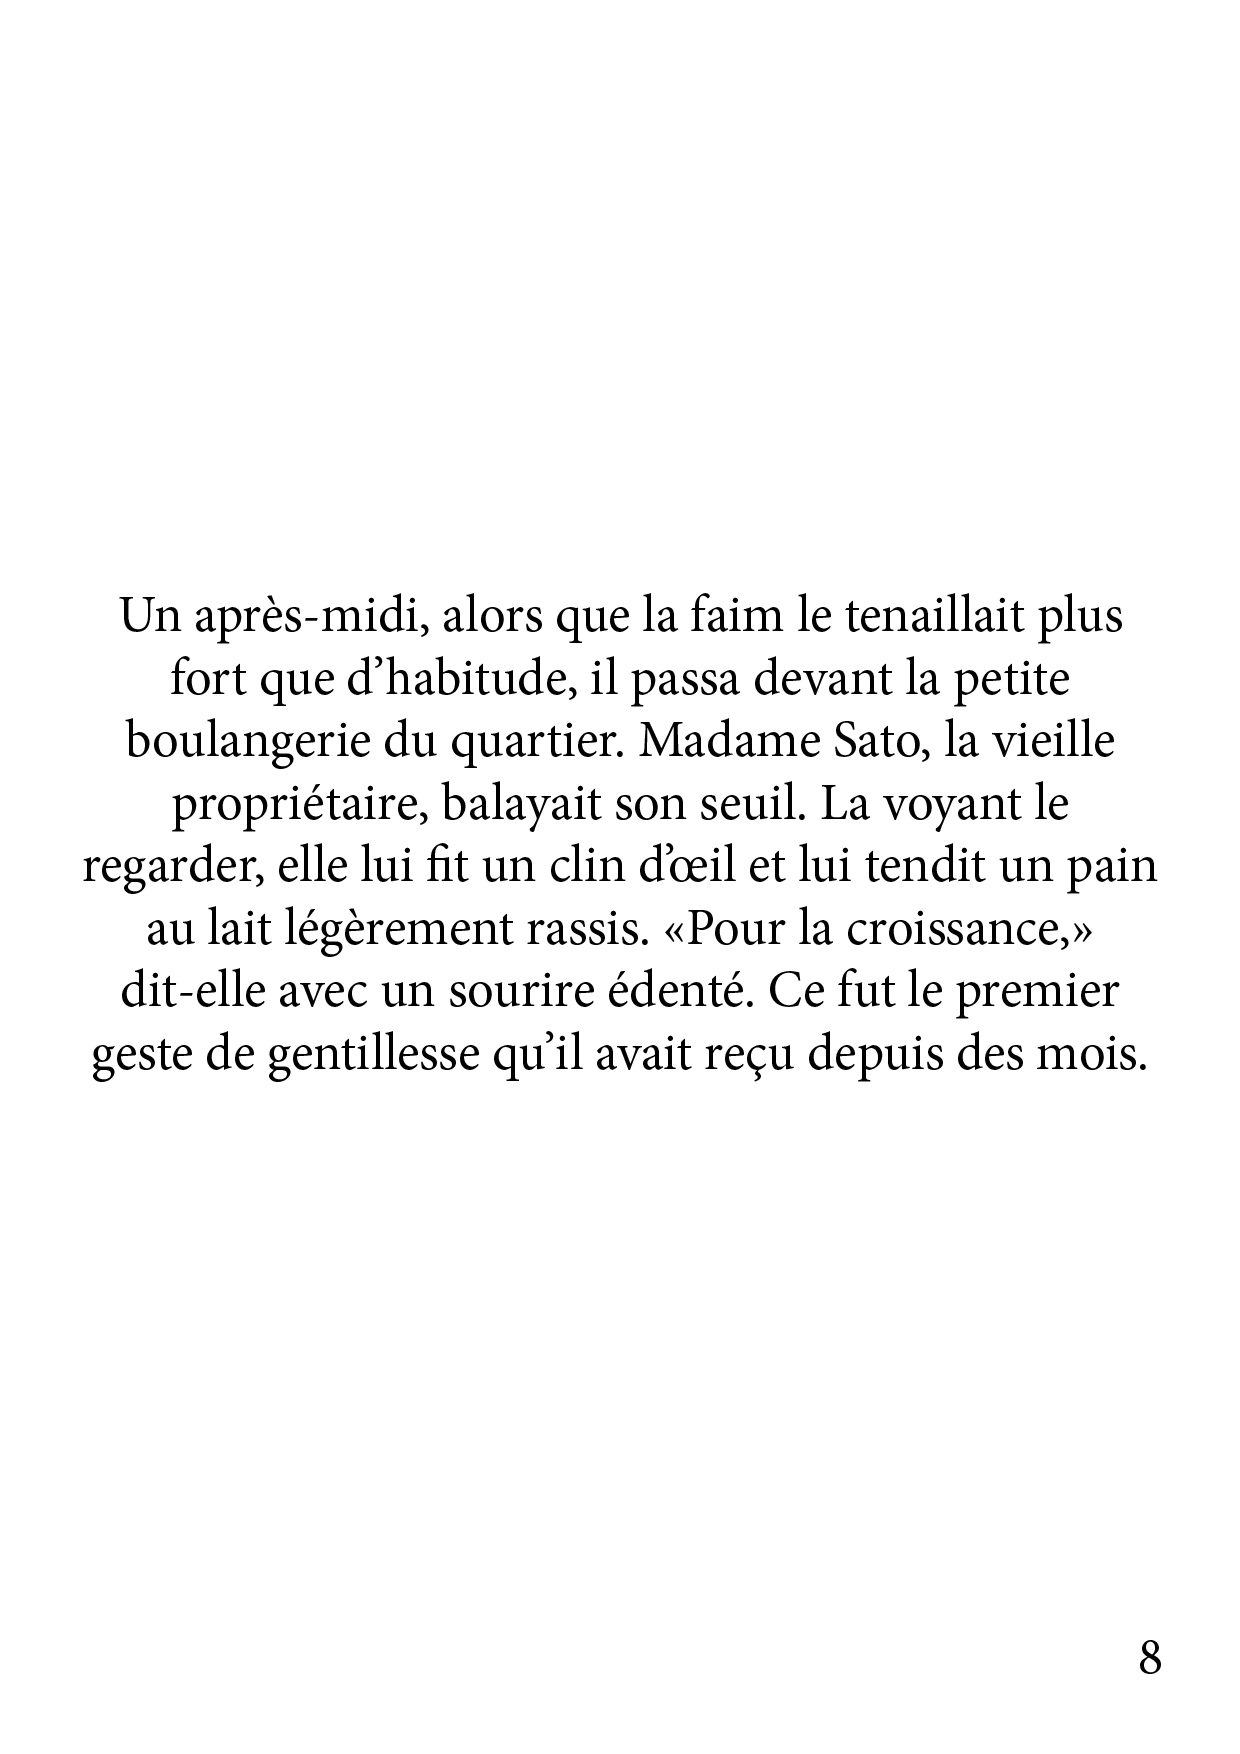 Un après-midi, alors que la faim le tenaillait plus
fort que d’habitude, il passa devant la petite
boulangerie du quartier. Madame Sato, la vieille
propriétaire, balayait son seuil. La voyant le
regarder, elle lui fit un clin d’œil et lui tendit un pain
au lait légèrement rassis. «Pour la croissance,»
dit-elle avec un sourire édenté. Ce fut le premier
geste de gentillesse qu’il avait reçu depuis des mois.
8